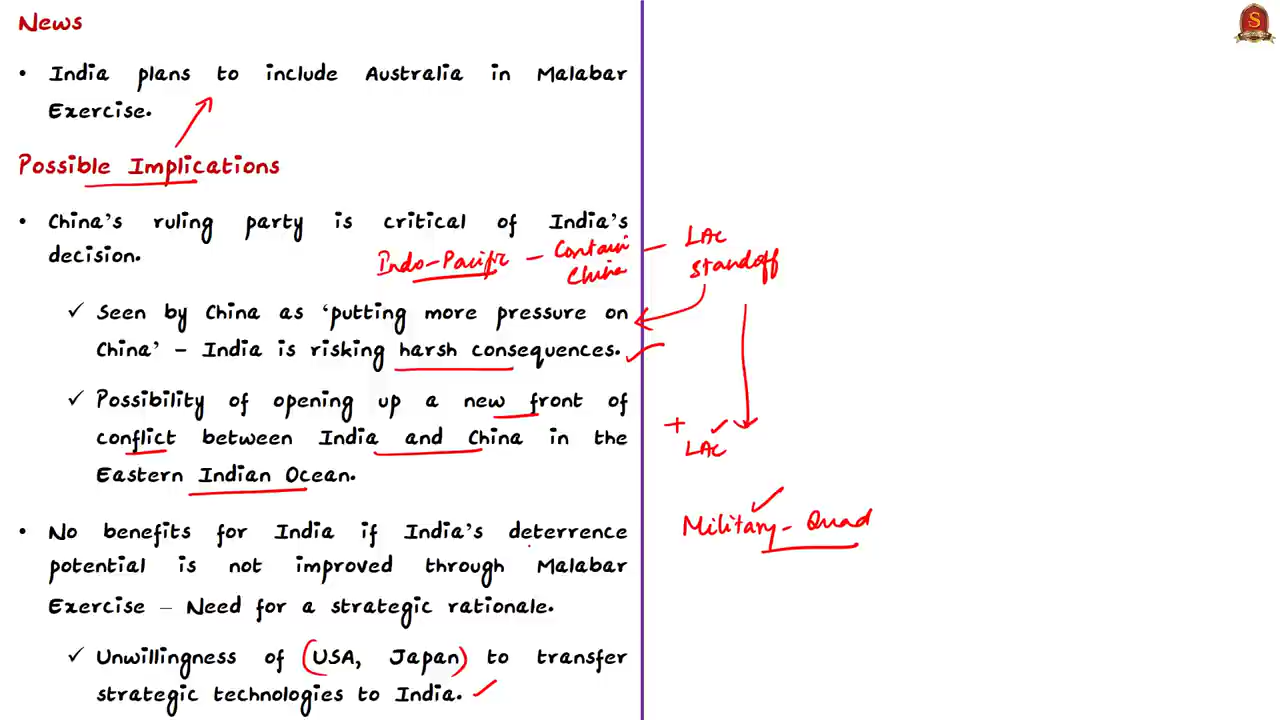 News
• India plans to include Australia in Malabar
Exercise.
Possible Implications
• China's ruling party is critical of India's
decision.
Indo-Pacific - Contain China - LAC standoff
✓ Seen by China as 'putting more pressure on
China' – India is risking harsh consequences.
✓ Possibility of opening up a new front of
conflict between India and China in the
Eastern Indian Ocean.
+ LAC
• No benefits for India if India's deterrence
potential is not improved through Malabar
Exercise – Need for a strategic rationale.
Military - Quad
✓ Unwillingness of (USA, Japan) to transfer
strategic technologies to India.
S